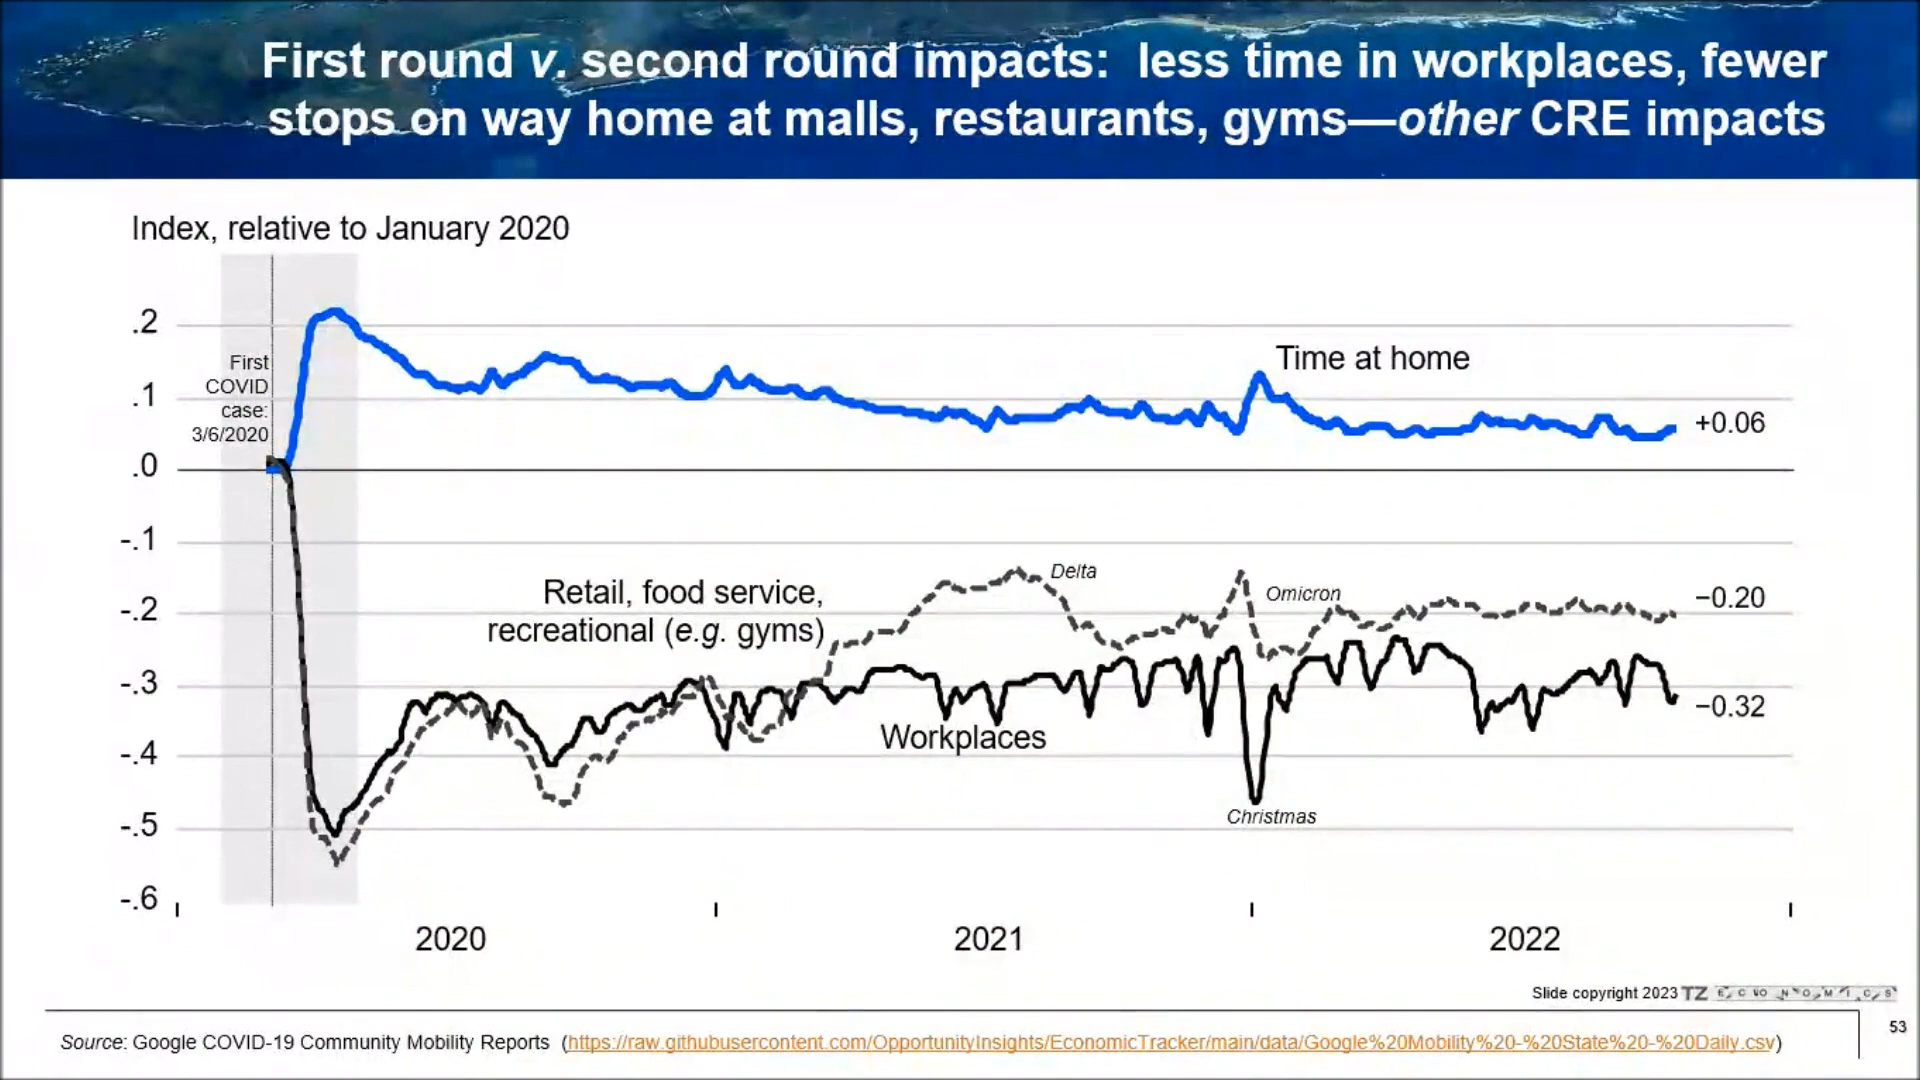 First round v. second round impacts: less time in workplaces, fewer
stops on way home at malls, restaurants, gyms—other CRE impacts
Index, relative to January 2020
.2
.1
.0
-.1
-.2
-.3
-.4
-.5
-.6
First
COVID
case:
3/6/2020
Time at home
+0.06
Retail, food service,
recreational (e.g. gyms)
Delta
Omicron
−0.20
Workplaces
−0.32
Christmas
2020
2021
2022
Slide copyright 2023 TZ ECONOMICS
Source: Google COVID-19 Community Mobility Reports (https://raw.githubusercontent.com/OpportunityInsights/EconomicTracker/main/data/Google%20Mobility%20-%20State%20-%20Daily.csv)
53